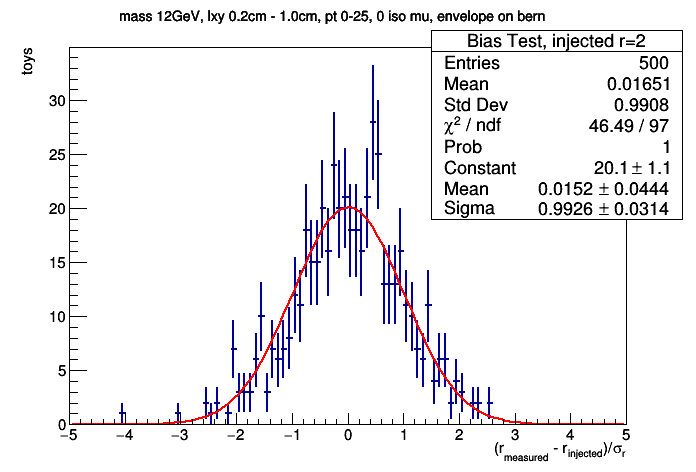 mass 12GeV, lxy 0.2cm - 1.0cm, pt 0-25, 0 iso mu, envelope on bern
Bias Test, injected r=2
Entries 500
Mean 0.01651
Std Dev 0.9908
χ² / ndf 46.49 / 97
Prob 1
Constant 20.1 ± 1.1
Mean 0.0152 ± 0.0444
Sigma 0.9926 ± 0.0314
toys
30
25
20
15
10
5
0
−5 −4 −3 −2 −1 0 1 2 3 4 5
(r_measured - r_injected)/σ_r